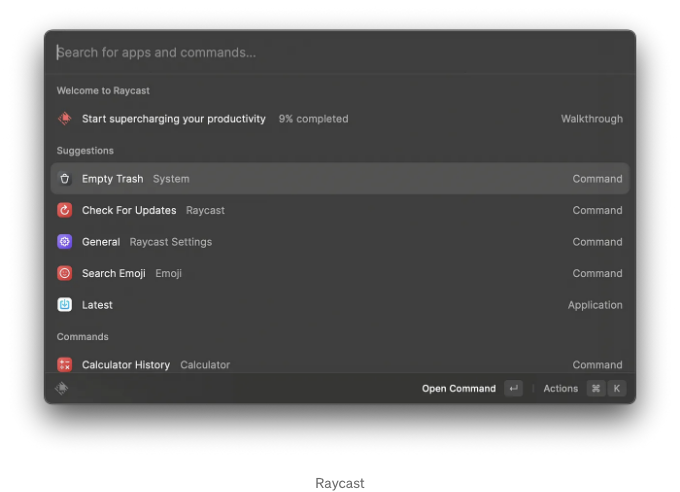 Search for apps and commands...
Welcome to Raycast
Start supercharging your productivity 9% completed Walkthrough
Suggestions
Empty Trash System Command
Check For Updates Raycast Command
General Raycast Settings Command
Search Emoji Emoji Command
Latest Application
Commands
Calculator History Calculator Command
Open Command ↵ Actions ⌘ K
Raycast